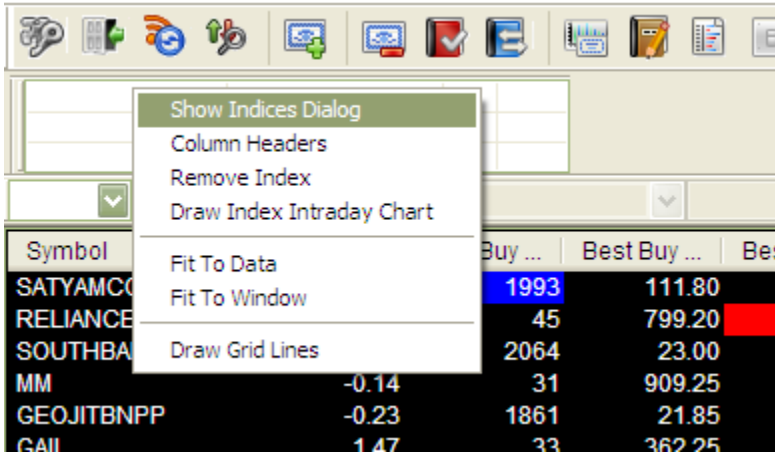 Show Indices Dialog
Column Headers
Remove Index
Draw Index Intraday Chart
Fit To Data
Fit To Window
Draw Grid Lines
Symbol Buy ... Best Buy ...
SATYAMC 1993 111.80
RELIANCE 45 799.20
SOUTHBA 2064 23.00
MM -0.14 31 909.25
GEOJITBNPP -0.23 1861 21.85
GAIL 1.47 33 362.25